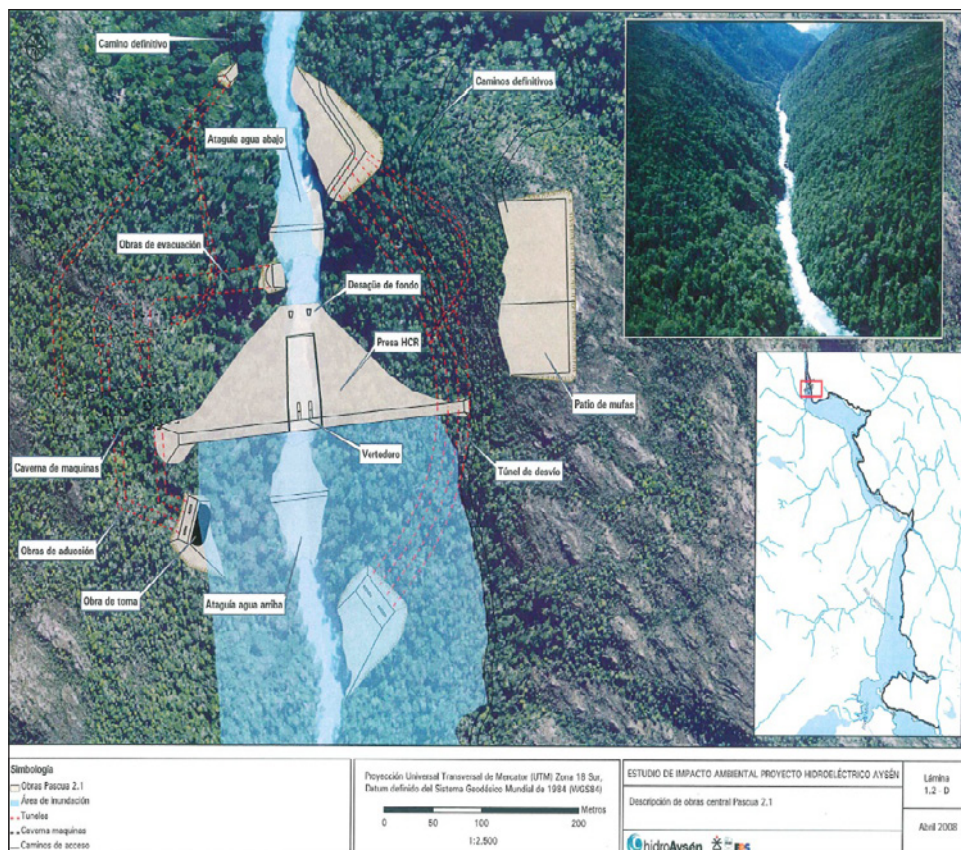 Camino definitivo
Caminos definitivos
Ataguía agua abajo
Obras de evacuación
Desagüe de fondo
Presa HCR
Patio de mufas
Vertedero
Caverna de maquinas
Túnel de desvío
Obras de aducción
Obra de toma
Ataguía agua arriba
Simbología
Obras Pascua 2.1
Área de Inundación
Tuneles
Caverna maquinas
Caminos de acceso
Proyección Universal Transversal de Mercator (UTM) Zona 18 Sur,
Datum definido del Sistema Geodésico Mundial de 1984 (WGS84)
Metros
0 50 100 200
1:2.500
ESTUDIO DE IMPACTO AMBIENTAL PROYECTO HIDROELÉCTRICO AYSÉN
Descripción de obras central Pascua 2.1
hidroAysén
Lámina
1.2 - D
Abril 2008